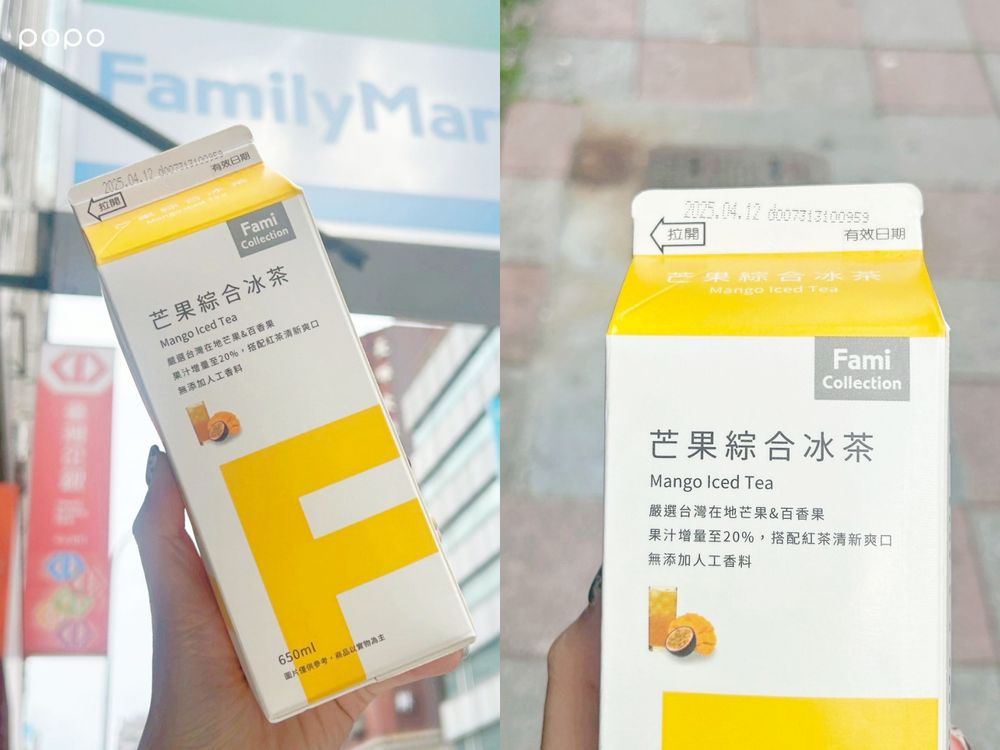 popo
FamilyMar
2025.04.12 d007313100959
拉開
有效日期
Mango Iced Tea
Fami
Collection
芒果綜合冰茶
Mango Iced Tea
嚴選台灣在地芒果&百香果
果汁增量至20%，搭配紅茶清新爽口
無添加人工香料
650ml
圖片僅供參考，商品以實物為主
2025.04.12 d007313100959
拉開
有效日期
芒果綜合冰茶
Mango Iced Tea
Fami
Collection
芒果綜合冰茶
Mango Iced Tea
嚴選台灣在地芒果&百香果
果汁增量至20%，搭配紅茶清新爽口
無添加人工香料